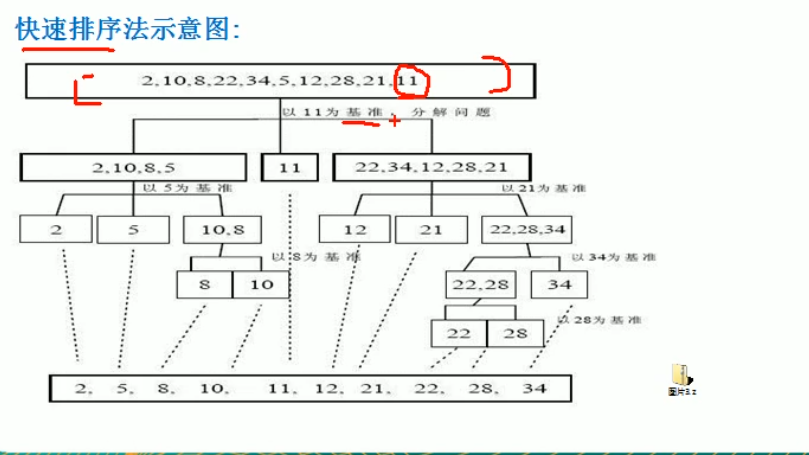 快速排序法示意图:
2,10,8,22,34,5,12,28,21,11
以11为基准，分解问题
2,10,8,5
11
22,34,12,28,21
以5为基准
以21为基准
2
5
10,8
12
21
22,28,34
以8为基准
以34为基准
8
10
22,28
34
22
28
以28为基准
2, 5, 8, 10, 11, 12, 21, 22, 28, 34
图片3.z